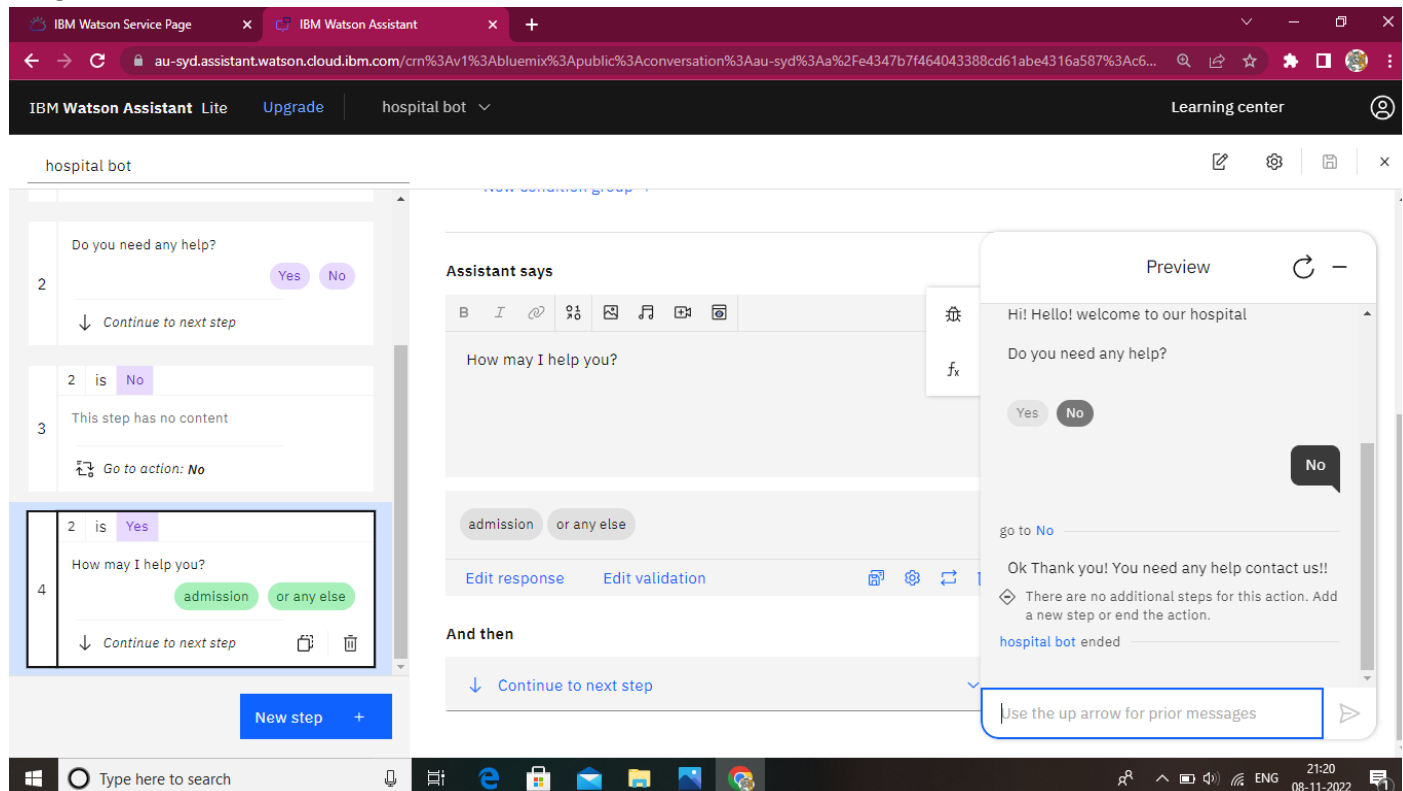 IBM Watson Service Page
IBM Watson Assistant
au-syd.assistant.watson.cloud.ibm.com/crn%3Av1%3Abluemix%3Apublic%3Aconversation%3Aau-syd%3Aa%2Fe4347b7f464043388cd61abe4316a587%3Ac6...
IBM Watson Assistant Lite Upgrade hospital bot Learning center
hospital bot
Do you need any help?
Yes No
2
Continue to next step
2 is No
This step has no content
3
Go to action: No
2 is Yes
How may I help you?
admission or any else
4
Continue to next step
New step +
New condition group +
Assistant says
B I
How may I help you?
fx
admission or any else
Edit response Edit validation
And then
Continue to next step
Preview
Hi! Hello! welcome to our hospital
Do you need any help?
Yes No
No
go to No
Ok Thank you! You need any help contact us!!
There are no additional steps for this action. Add
a new step or end the action.
hospital bot ended
Use the up arrow for prior messages
Type here to search
ENG
21:20
08-11-2022
1